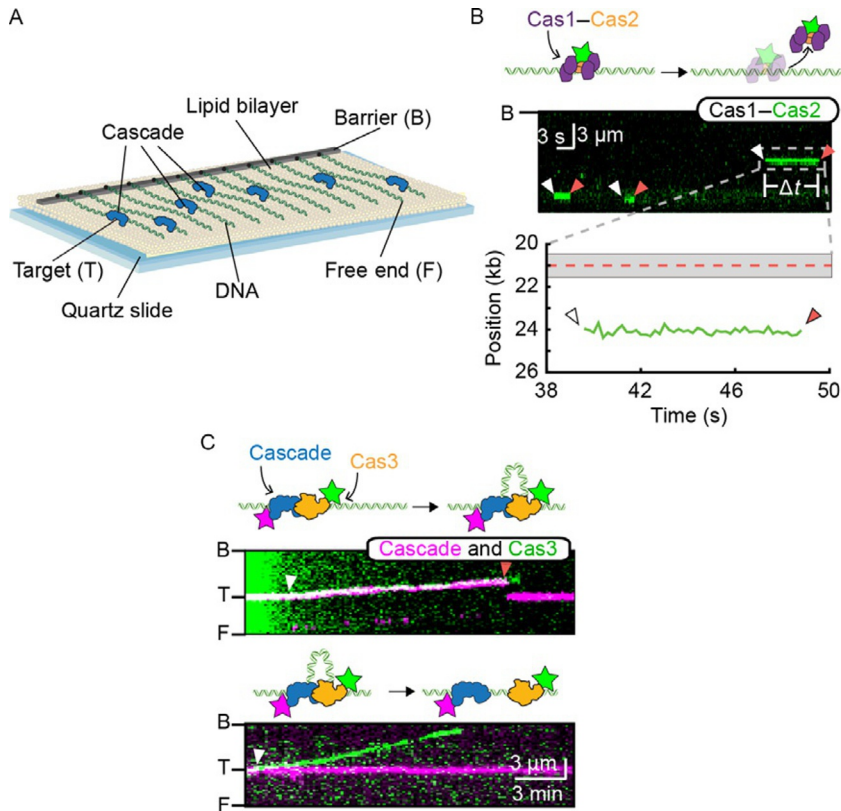 A
Lipid bilayer
Cascade
Barrier (B)
Target (T)
DNA
Free end (F)
Quartz slide
B
Cas1–Cas2
B
Cas1–Cas2
3 s
3 μm
Δt
Position (kb)
20
22
24
26
38
42
46
50
Time (s)
C
Cascade
Cas3
B
Cascade and Cas3
T
F
B
T
3 μm
3 min
F